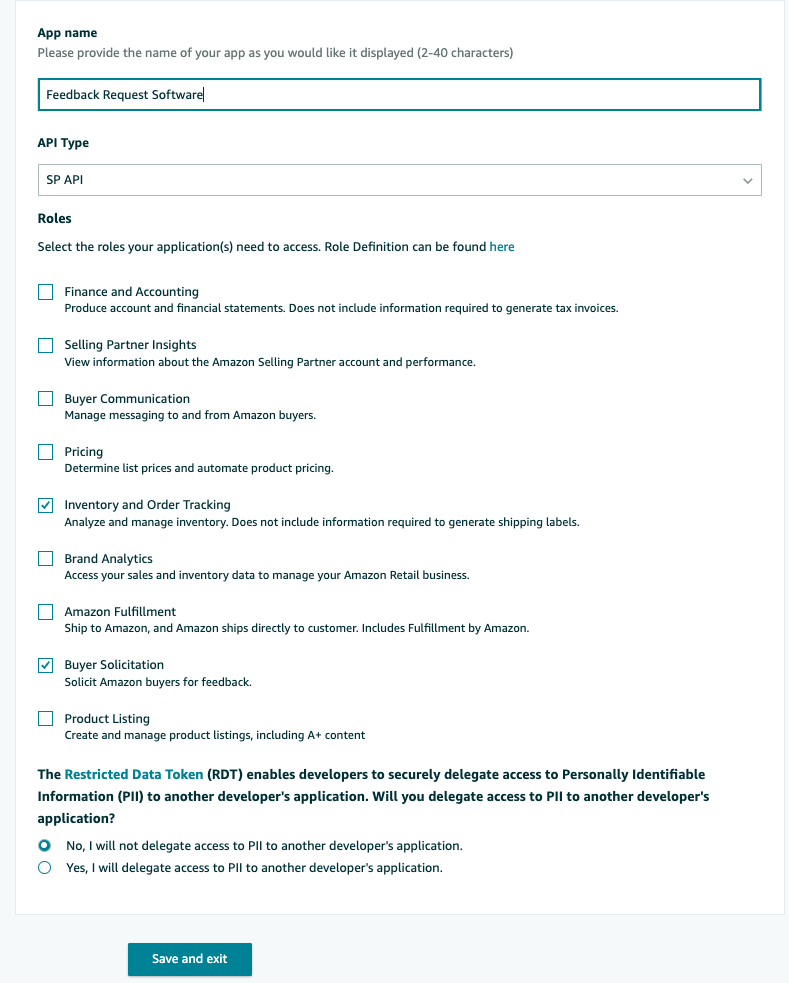 App name
Please provide the name of your app as you would like it displayed (2-40 characters)
Feedback Request Software
API Type
SP API
Roles
Select the roles your application(s) need to access. Role Definition can be found here
Finance and Accounting
Produce account and financial statements. Does not include information required to generate tax invoices.
Selling Partner Insights
View information about the Amazon Selling Partner account and performance.
Buyer Communication
Manage messaging to and from Amazon buyers.
Pricing
Determine list prices and automate product pricing.
Inventory and Order Tracking
Analyze and manage inventory. Does not include information required to generate shipping labels.
Brand Analytics
Access your sales and inventory data to manage your Amazon Retail business.
Amazon Fulfillment
Ship to Amazon, and Amazon ships directly to customer. Includes Fulfillment by Amazon.
Buyer Solicitation
Solicit Amazon buyers for feedback.
Product Listing
Create and manage product listings, including A+ content
The Restricted Data Token (RDT) enables developers to securely delegate access to Personally Identifiable
Information (PII) to another developer's application. Will you delegate access to PII to another developer's
application?
No, I will not delegate access to PII to another developer's application.
Yes, I will delegate access to PII to another developer's application.
Save and exit